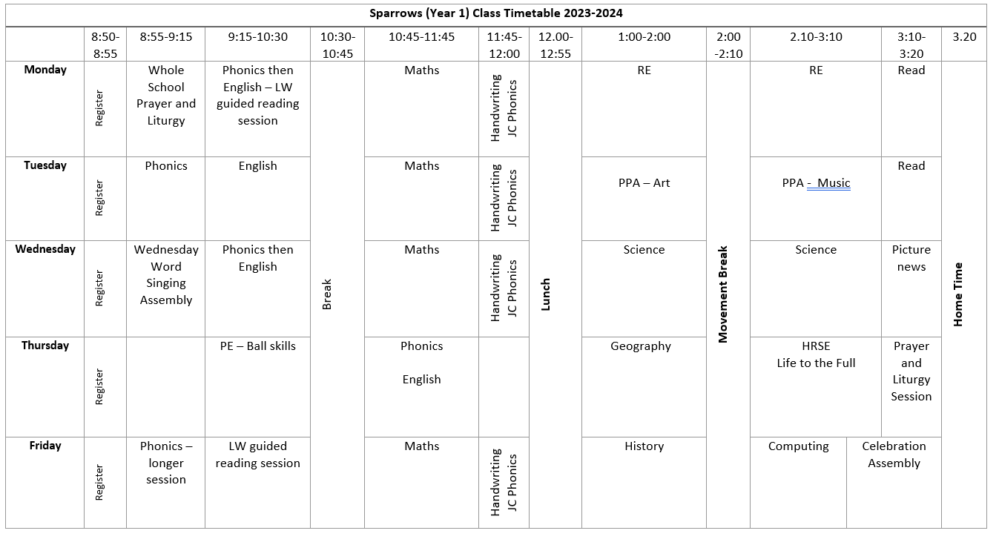 Sparrows (Year 1) Class Timetable 2023-2024
8:50-
8:55
8:55-9:15
9:15-10:30
10:30-
10:45
10:45-11:45
11:45-
12:00
12.00-
12:55
1:00-2:00
2:00
-2:10
2.10-3:10
3:10-
3:20
3.20
Monday
Register
Whole
School
Prayer and
Liturgy
Phonics then
English – LW
guided reading
session
Break
Maths
Handwriting
JC Phonics
Lunch
RE
Movement Break
RE
Read
Home Time
Tuesday
Register
Phonics
English
Maths
Handwriting
JC Phonics
PPA – Art
PPA - Music
Read
Wednesday
Register
Wednesday
Word
Singing
Assembly
Phonics then
English
Maths
Handwriting
JC Phonics
Science
Science
Picture
news
Thursday
Register
PE – Ball skills
Phonics
English
Geography
HRSE
Life to the Full
Prayer
and
Liturgy
Session
Friday
Register
Phonics –
longer
session
LW guided
reading session
Maths
Handwriting
JC Phonics
History
Computing
Celebration
Assembly